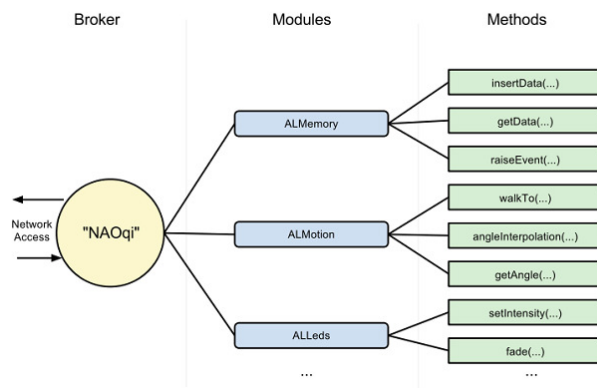 Broker
Modules
Methods
Network
Access
"NAOqi"
ALMemory
ALMotion
ALLeds
...
insertData(...)
getData(...)
raiseEvent(...)
walkTo(...)
angleInterpolation(...)
getAngle(...)
setIntensity(...)
fade(...)
...